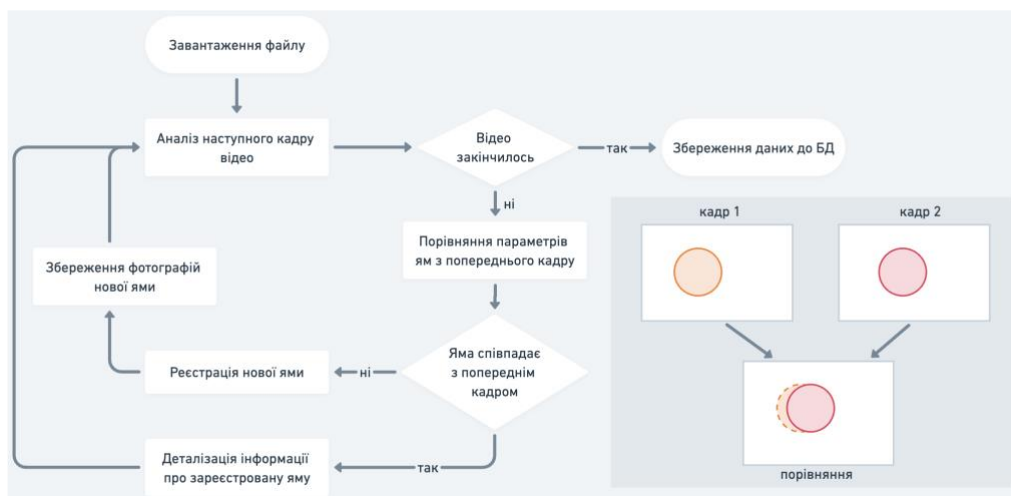 Завантаження файлу
Аналіз наступного кадру
відео
Відео
закінчилось
так
Збереження даних до БД
ні
кадр 1
кадр 2
Порівняння параметрів
ям з попереднього кадру
Збереження фотографій
нової ями
Яма співпадає
з попереднім
кадром
ні
Реєстрація нової ями
Деталізація інформації
про зареєстровану яму
так
порівняння